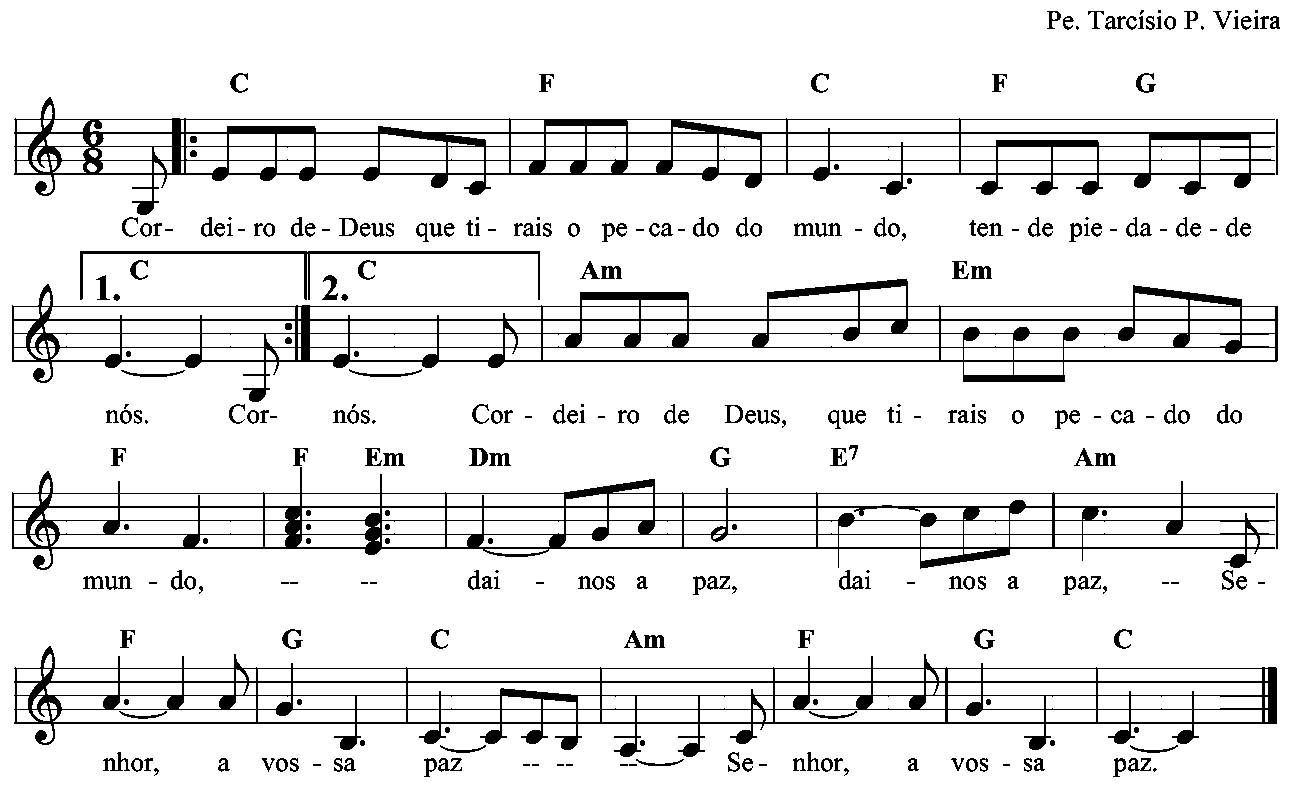 Pe. Tarcísio P. Vieira
C F C F G
6
8
Cor- dei-ro de-Deus que ti-rais o pe-ca-do do mun-do, ten-de pie-da-de-de
1. C 2. C Am Em
nós. Cor- nós. Cor-dei-ro de Deus, que ti-rais o pe-ca-do do
F F Em Dm G E7 Am
mun-do, -- -- dai-nos a paz, dai-nos a paz, -- Se-
F G C Am F G C
nhor, a vos-sa paz -- -- -- Se-nhor, a vos-sa paz.